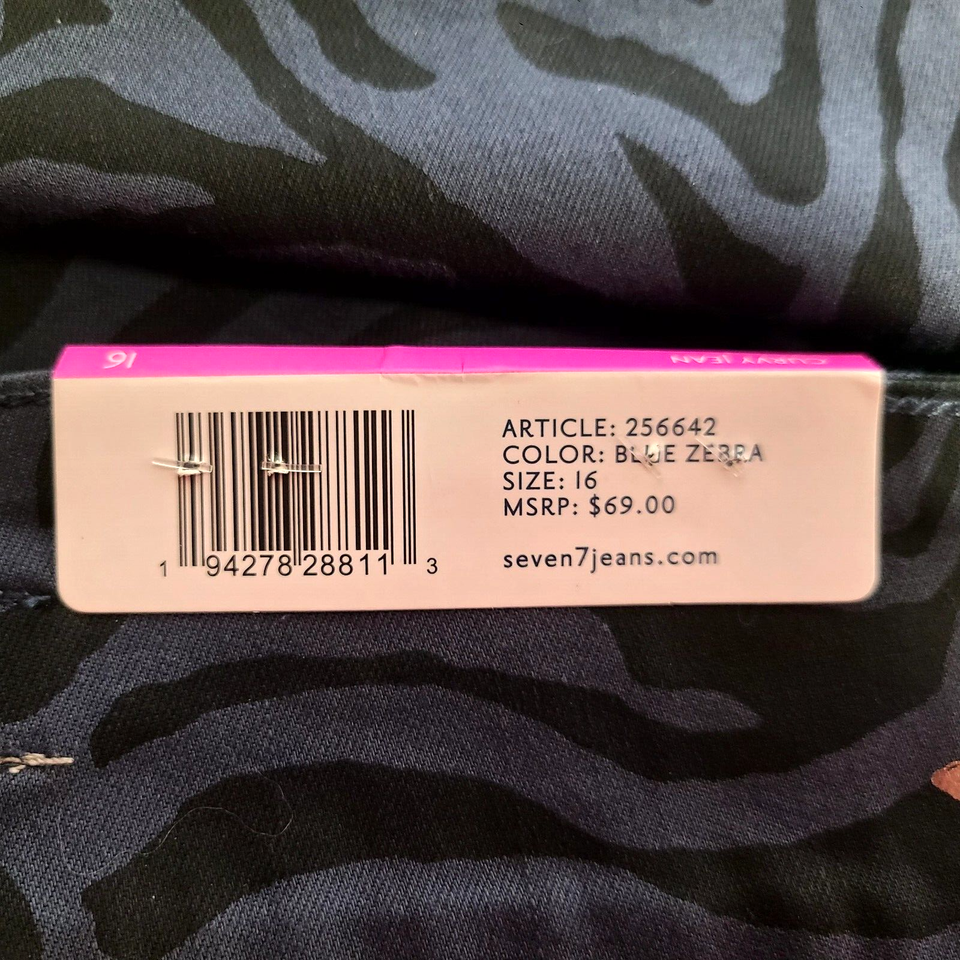 16 CURVY JEAN
ARTICLE: 256642
COLOR: BLUE ZEBRA
SIZE: 16
MSRP: $69.00
seven7jeans.com
1 94278 28811 3